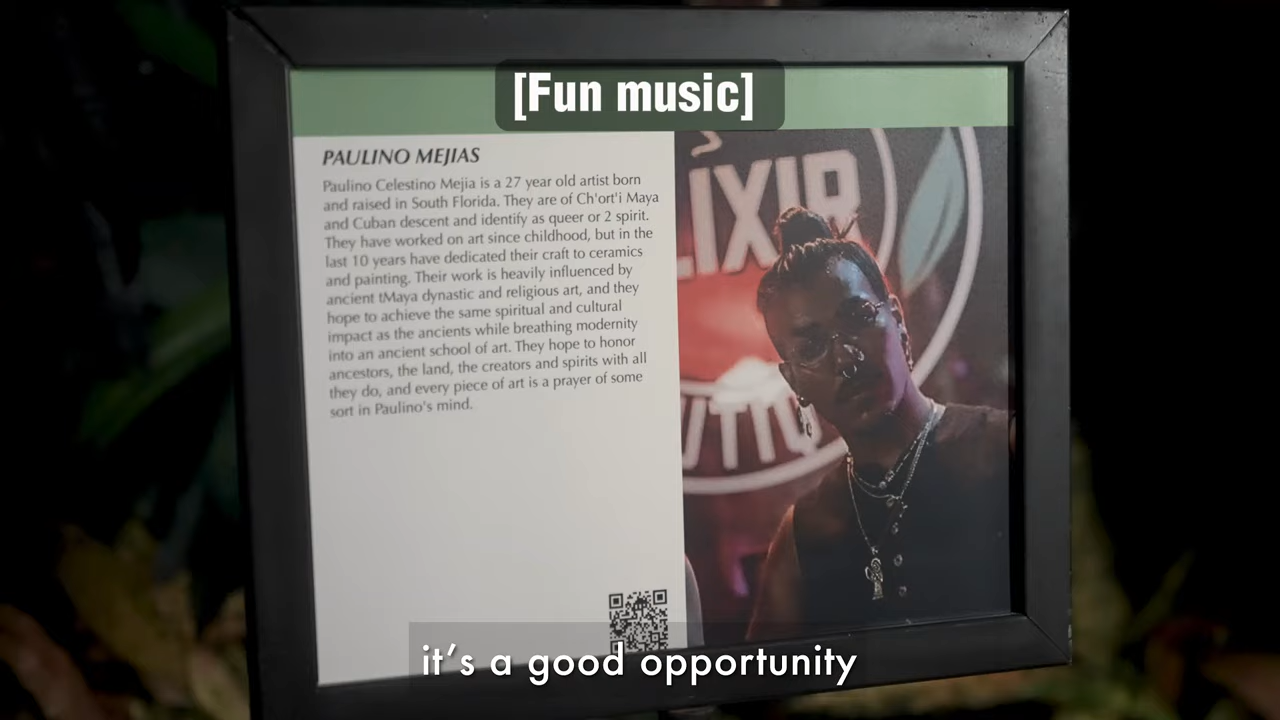 [Fun music]
PAULINO MEJIAS
Paulino Celestino Mejia is a 27 year old artist born
and raised in South Florida. They are of Ch'ort'i Maya
and Cuban descent and identify as queer or 2 spirit.
They have worked on art since childhood, but in the
last 10 years have dedicated their craft to ceramics
and painting. Their work is heavily influenced by
ancient tMaya dynastic and religious art, and they
hope to achieve the same spiritual and cultural
impact as the ancients while breathing modernity
into an ancient school of art. They hope to honor
ancestors, the land, the creators and spirits with all
they do, and every piece of art is a prayer of some
sort in Paulino's mind.
LIXIR
UTIQ
it's a good opportunity